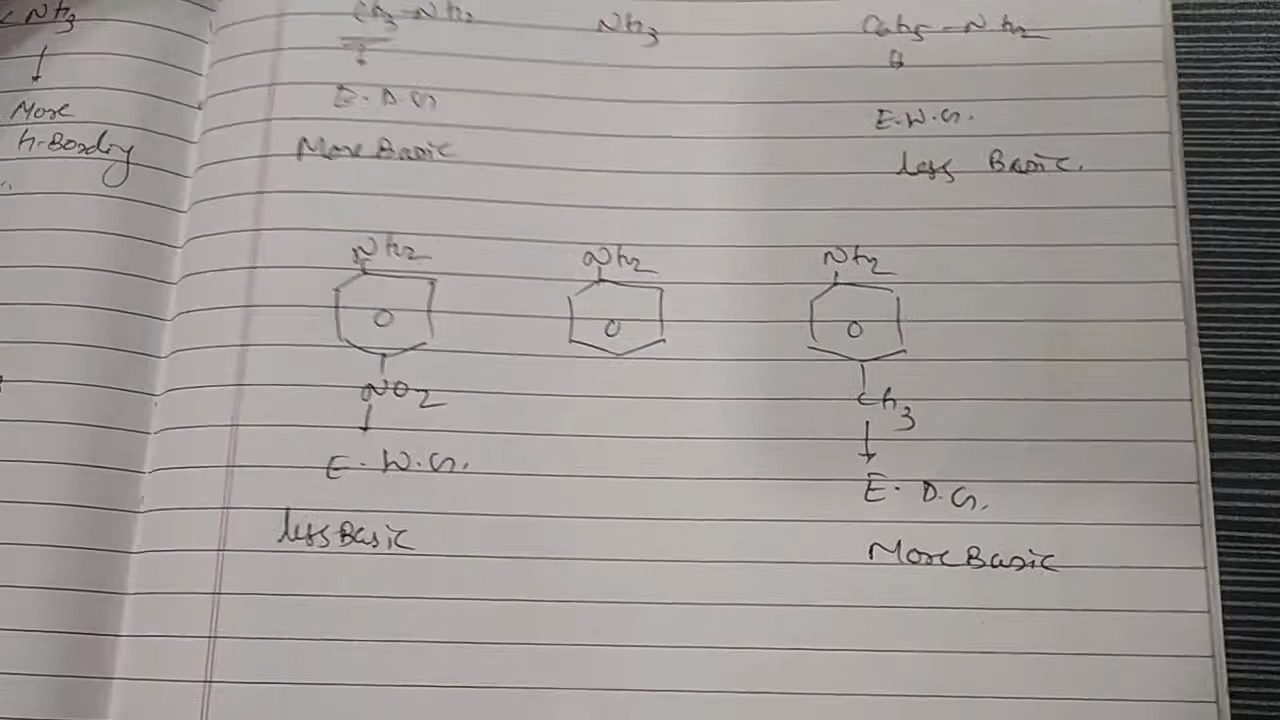 < NH3
↓
More
H-Bonding
CH3-NH2 NH3 C6H5-NH2
E.D.G
E.W.G.
More Basic
less Basic.
NH2 NH2 NH2
NO2
CH3
↓
↓
E.W.G.
E.D.G.
less Basic
More Basic